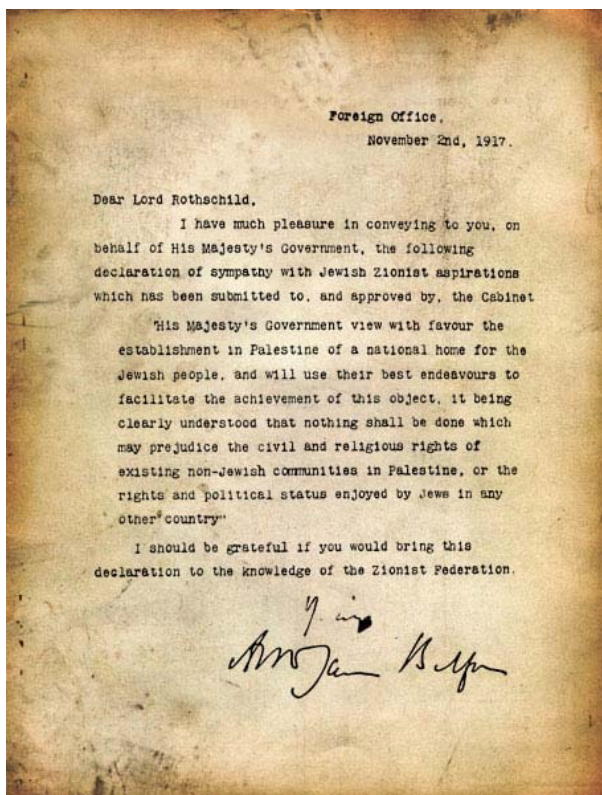 Foreign Office,
November 2nd, 1917.
Dear Lord Rothschild,
I have much pleasure in conveying to you, on
behalf of His Majesty's Government, the following
declaration of sympathy with Jewish Zionist aspirations
which has been submitted to, and approved by, the Cabinet
"His Majesty's Government view with favour the
establishment in Palestine of a national home for the
Jewish people, and will use their best endeavours to
facilitate the achievement of this object, it being
clearly understood that nothing shall be done which
may prejudice the civil and religious rights of
existing non-Jewish communities in Palestine, or the
rights and political status enjoyed by Jews in any
other country"
I should be grateful if you would bring this
declaration to the knowledge of the Zionist Federation.